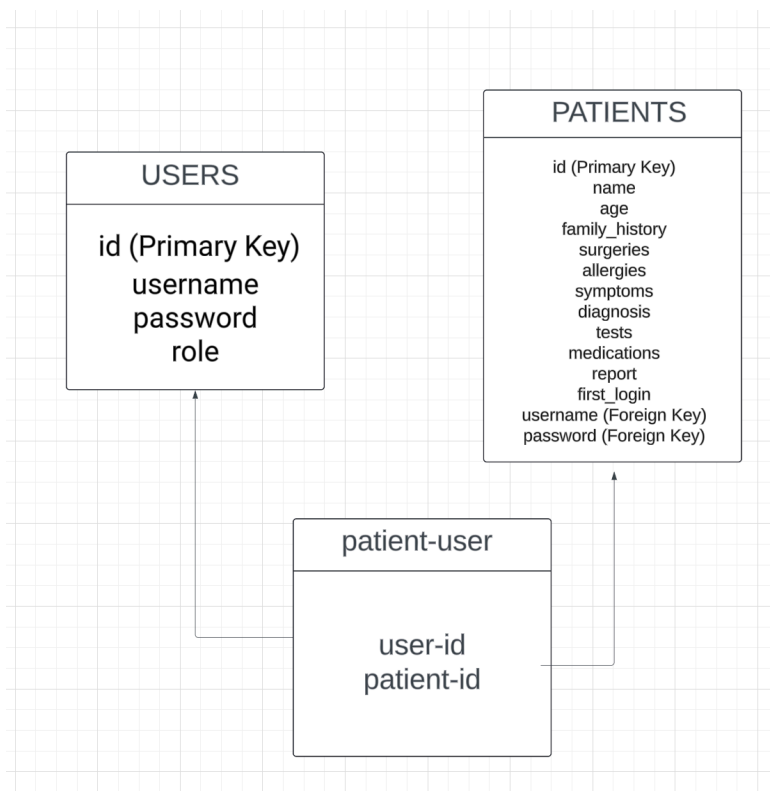 USERS
id (Primary Key)
username
password
role
PATIENTS
id (Primary Key)
name
age
family_history
surgeries
allergies
symptoms
diagnosis
tests
medications
report
first_login
username (Foreign Key)
password (Foreign Key)
patient-user
user-id
patient-id